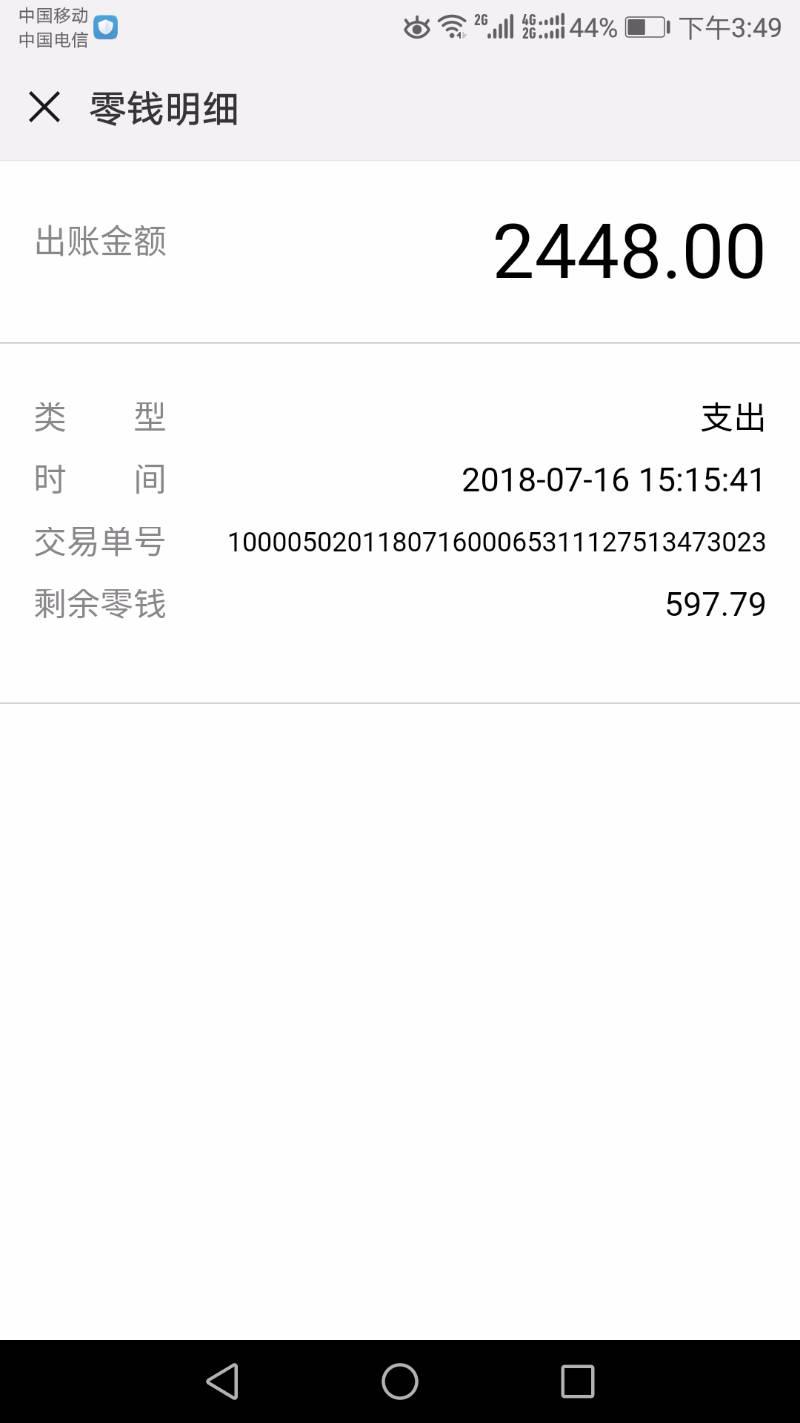 中国移动
中国电信
2G 4G 2G 44% 下午3:49
零钱明细
出账金额 2448.00
类型 支出
时间 2018-07-16 15:15:41
交易单号 100005020118071600065311127513473023
剩余零钱 597.79